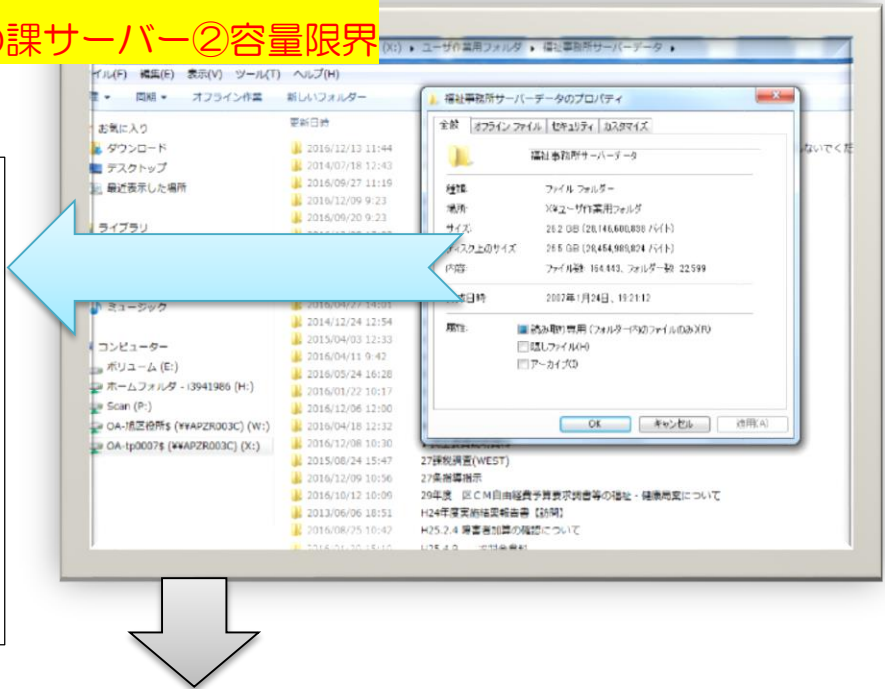 課サーバー②容量限界
(X:) ▸ ユーザ作業用フォルダ ▸ 福祉事務所サーバーデータ ▸
イル(F) 編集(E) 表示(V) ツール(T) ヘルプ(H)
同期 ▾ オフライン作業 新しいフォルダー
お気に入り
ダウンロード
デスクトップ
最近表示した場所
ライブラリ
ミュージック
コンピューター
ボリューム (E:)
ホームフォルダ - i3941986 (H:)
Scan (P:)
OA-旭区役所$ (¥¥APZR003C) (W:)
OA-tp0007$ (¥¥APZR003C) (X:)
更新日時
2016/12/13 11:44
2014/07/18 12:43
2016/09/27 11:19
2016/12/09 9:23
2016/09/20 9:23
2016/04/27 14:01
2014/12/24 12:54
2015/04/03 12:33
2016/04/11 9:42
2016/05/24 16:28
2016/01/22 10:17
2016/12/06 12:00
2016/04/18 12:32
2016/12/08 10:30
2015/08/24 15:47
2016/12/09 10:56
2016/10/12 10:09
2013/06/06 18:51
2016/08/25 10:42
福祉事務所サーバーデータのプロパティ
全般 オフライン ファイル セキュリティ カスタマイズ
福祉事務所サーバーデータ
種類: ファイル フォルダー
場所: X:¥ユーザ作業用フォルダ
サイズ: 26.2 GB (28,146,600,838 バイト)
ディスク上のサイズ 26.5 GB (28,454,989,824 バイト)
内容: ファイル数: 164,443、フォルダー数: 22,599
日時: 2007年1月24日、19:21:12
属性: 読み取り専用 (フォルダー内のファイルのみ)(R)
隠しファイル(H)
アーカイブ(I)
OK キャンセル 適用(A)
ないでくだ
27課税調査(WEST)
27条指導指示
29年度 区CM自由経費予算要求調書等の福祉・健康局案について
H24年度実施結果報告書【訪問】
H25.2.4 障害者加算の確認について